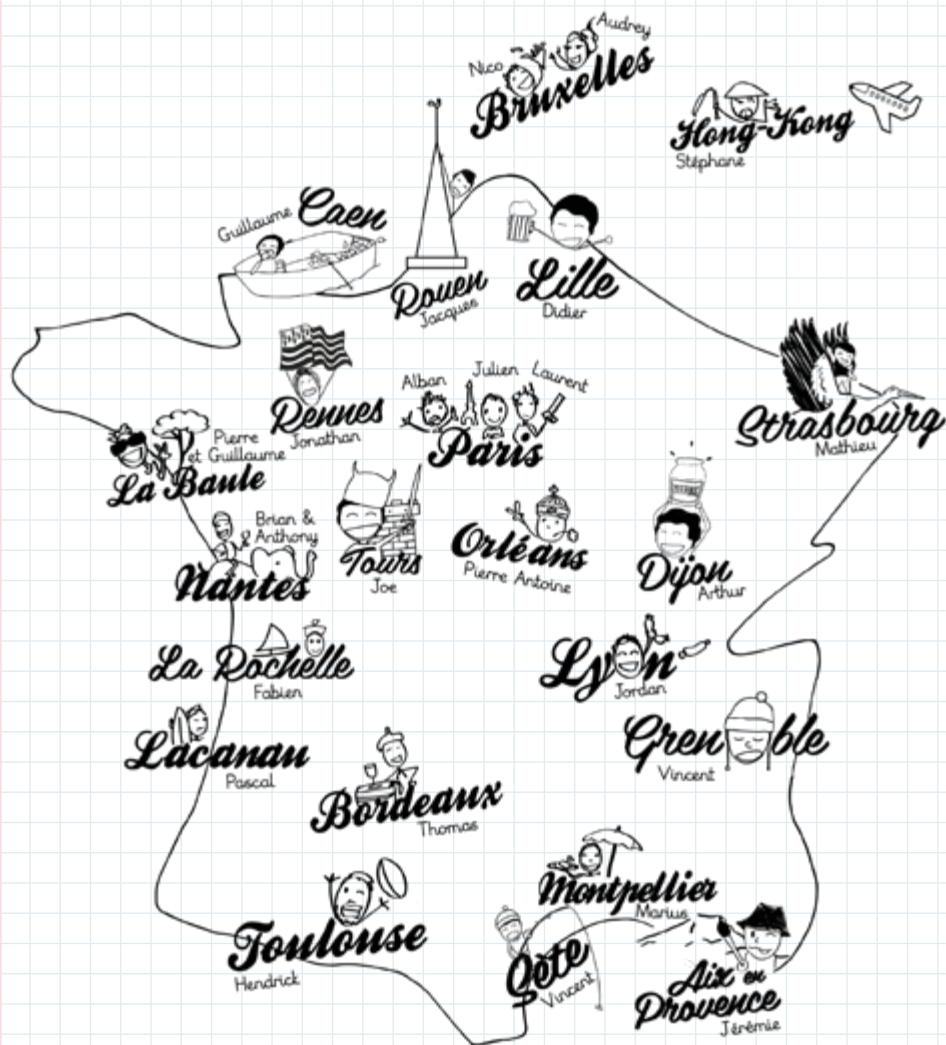 Audrey
Nico
Bruxelles
Hong-Kong
Stéphane
Guillaume
Caen
Rouen
Jacques
Lille
Didier
Strasbourg
Mathieu
Rennes
Jonathan
Alban
Julien
Laurent
Paris
Pierre
et Guillaume
La Baule
Brian &
Anthony
Nantes
Tours
Joe
Orléans
Pierre Antoine
Dijon
Arthur
La Rochelle
Fabien
Lyon
Jordan
Lacanau
Pascal
Grenoble
Vincent
Bordeaux
Thomas
Montpellier
Marius
Toulouse
Hendrick
Sète
Vincent
Aix en
Provence
Jérémie